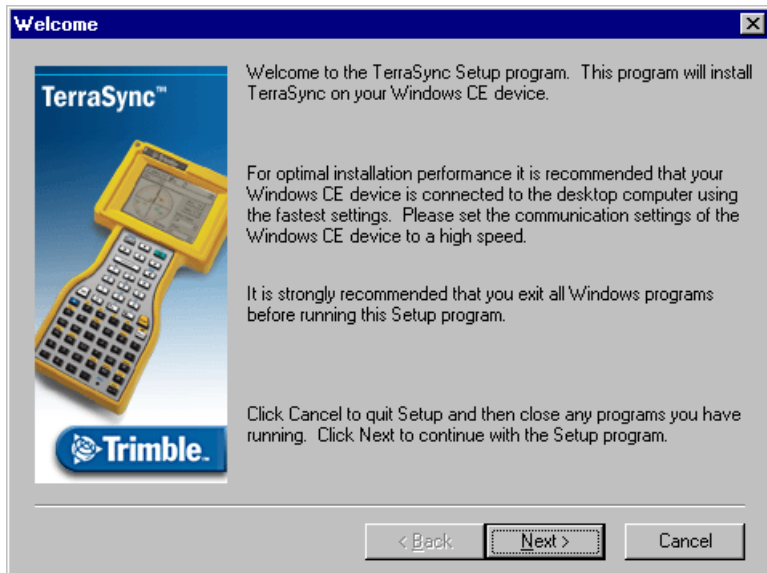 Welcome
TerraSync™
Welcome to the TerraSync Setup program. This program will install
TerraSync on your Windows CE device.
For optimal installation performance it is recommended that your
Windows CE device is connected to the desktop computer using
the fastest settings. Please set the communication settings of the
Windows CE device to a high speed.
It is strongly recommended that you exit all Windows programs
before running this Setup program.
Click Cancel to quit Setup and then close any programs you have
running. Click Next to continue with the Setup program.
Trimble™
< Back
Next >
Cancel